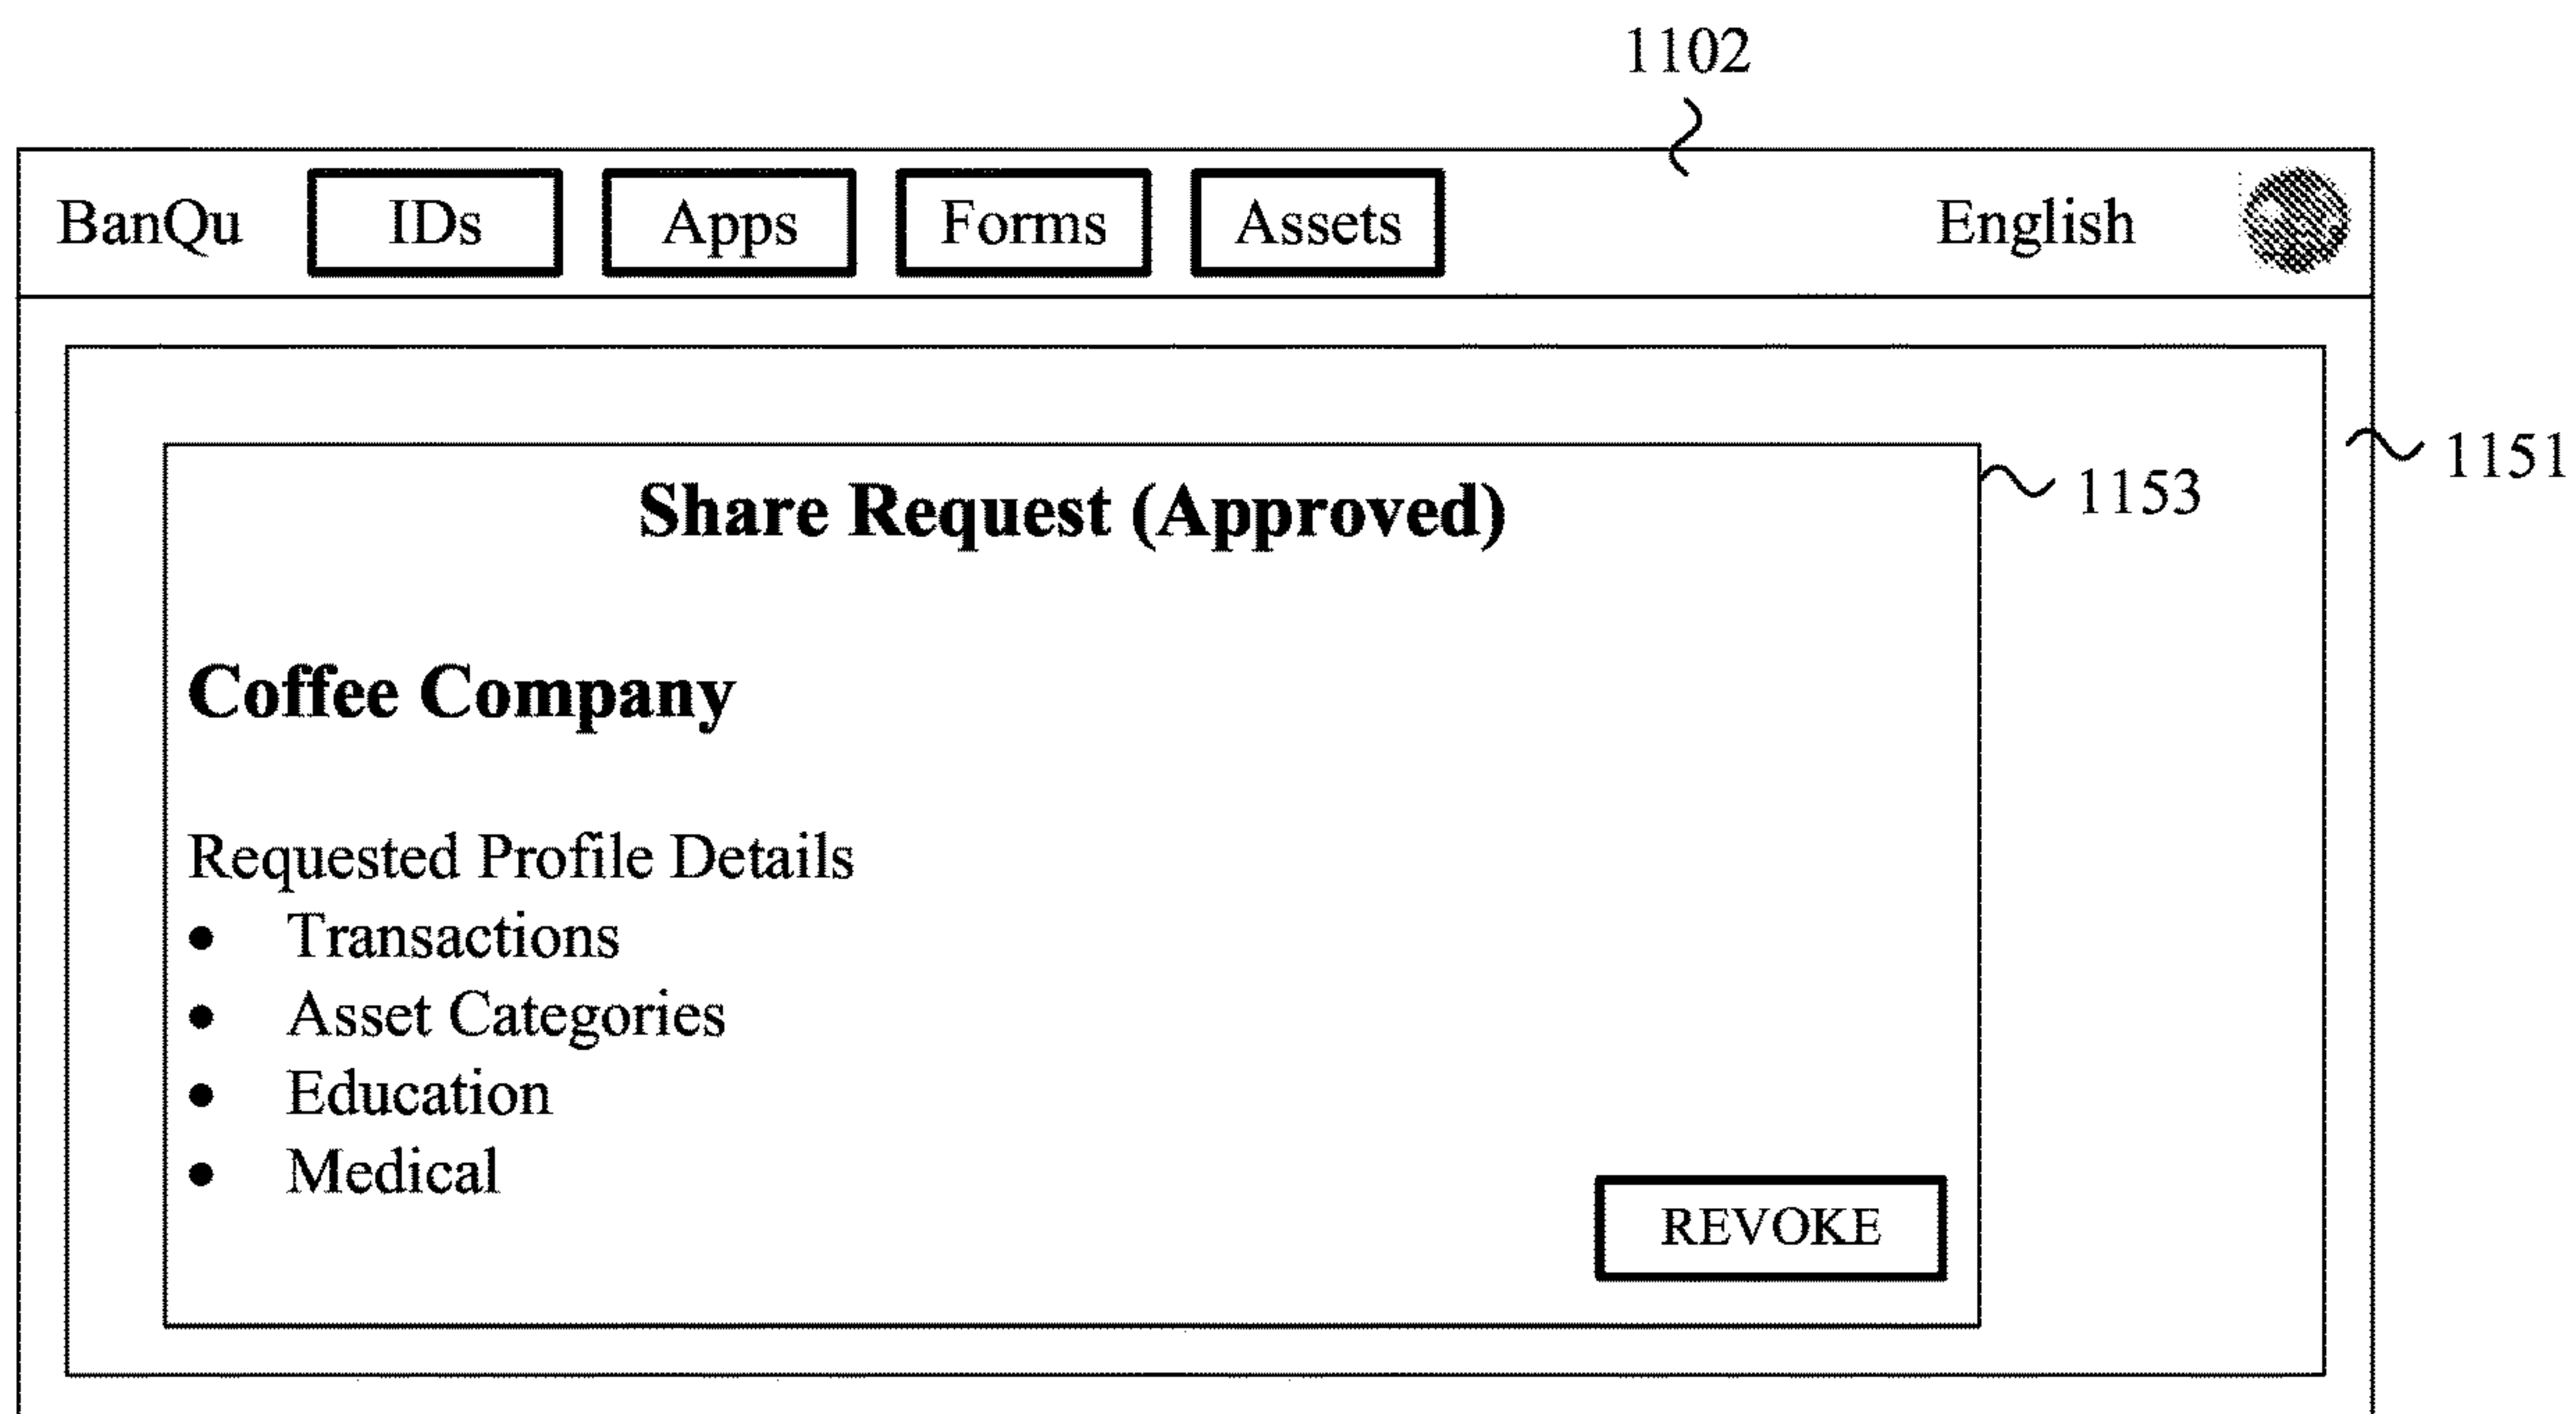 1102
BanQu IDs Apps Forms Assets English
1151
1153
Share Request (Approved)
Coffee Company
Requested Profile Details
• Transactions
• Asset Categories
• Education
• Medical
REVOKE